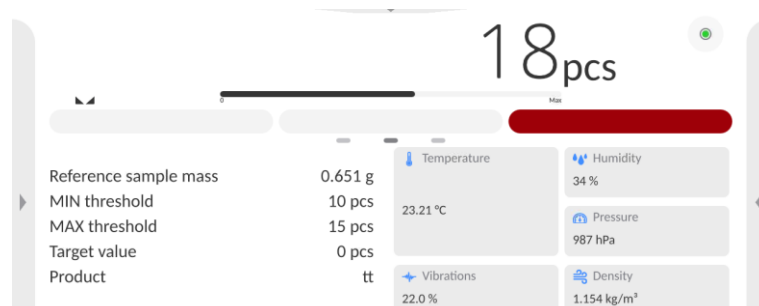 18pcs
0 Max
Reference sample mass 0.651 g
MIN threshold 10 pcs
MAX threshold 15 pcs
Target value 0 pcs
Product tt
Temperature
23.21 °C
Humidity
34 %
Pressure
987 hPa
Vibrations
22.0 %
Density
1.154 kg/m³